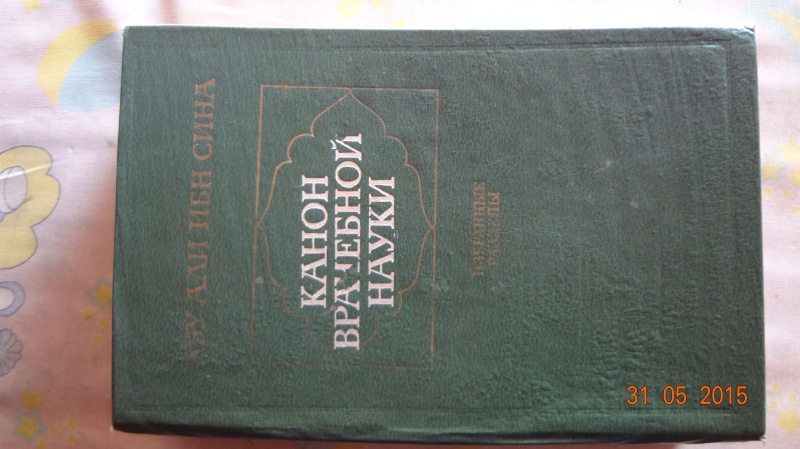 АБУ АЛИ ИБН СИНА
КАНОН
ВРАЧЕБНОЙ
НАУКИ
ИЗБРАННЫЕ
РАЗДЕЛЫ
31 05 2015